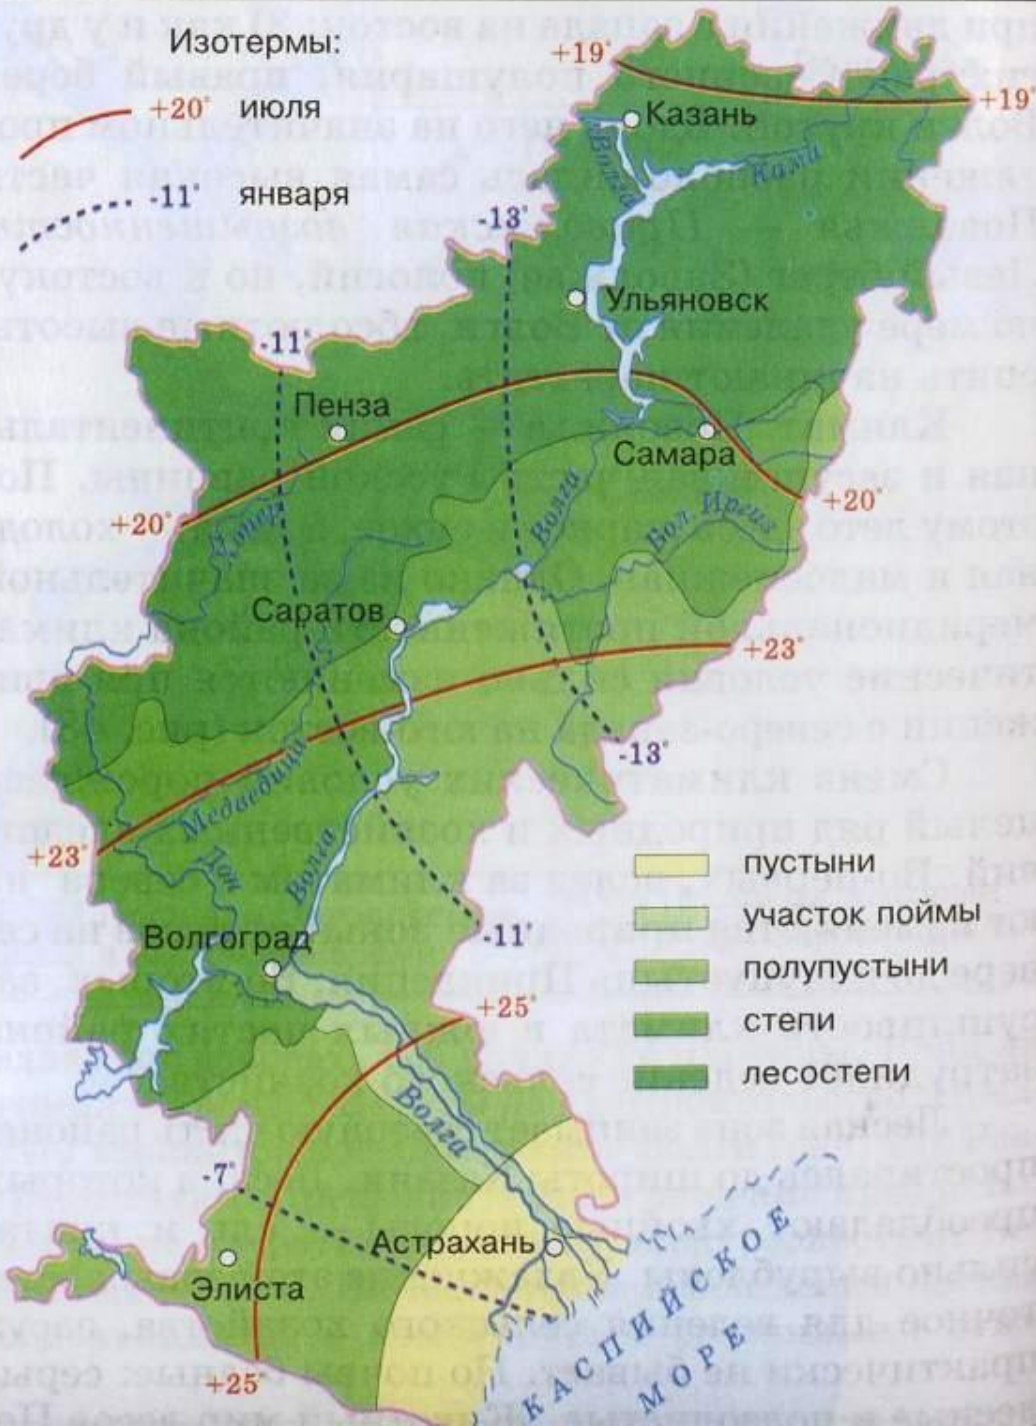 Изотермы:
+20° июля
-11° января
+19°
+19°
Казань
Волга
Кама
-13°
Ульяновск
-11°
Пенза
Самара
+20°
+20°
Хопёр
Волга
Бол. Иргиз
Саратов
+23°
-13°
Медведица
+23°
Дон
Волга
пустыни
участок поймы
полупустыни
степи
лесостепи
Волгоград
-11°
+25°
Волга
-7°
Астрахань
Элиста
+25°
КАСПИЙСКОЕ
МОРЕ